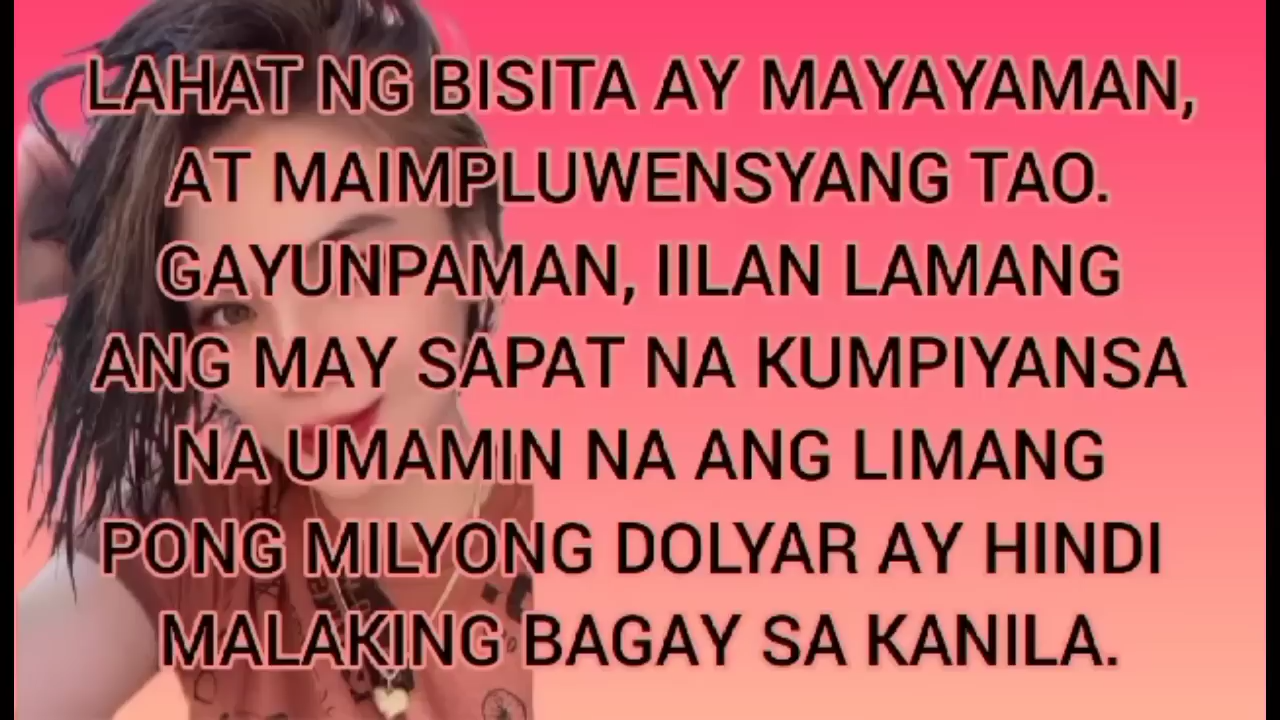 LAHAT NG BISITA AY MAYAYAMAN,
AT MAIMPLUWENSYANG TAO.
GAYUNPAMAN, IILAN LAMANG
ANG MAY SAPAT NA KUMPIYANSA
NA UMAMIN NA ANG LIMANG
PONG MILYONG DOLYAR AY HINDI
MALAKING BAGAY SA KANILA.